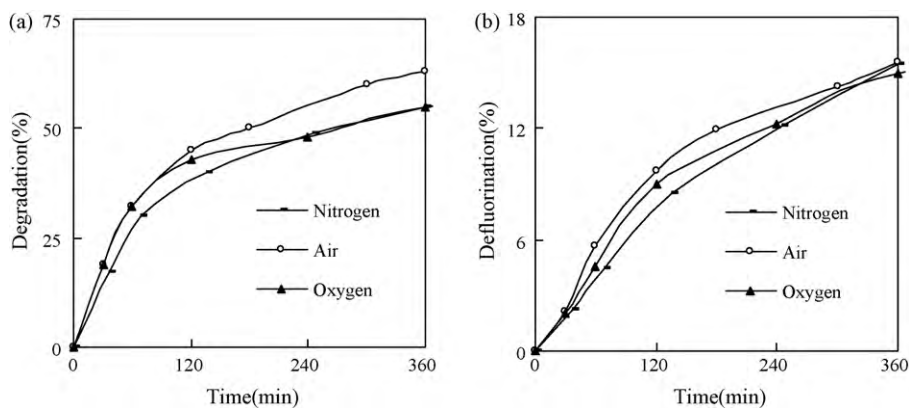 (a)
75
50
25
0
Degradation(%)
Nitrogen
Air
Oxygen
0 120 240 360
Time(min)
(b)
18
12
6
0
Defluorination(%)
Nitrogen
Air
Oxygen
0 120 240 360
Time(min)